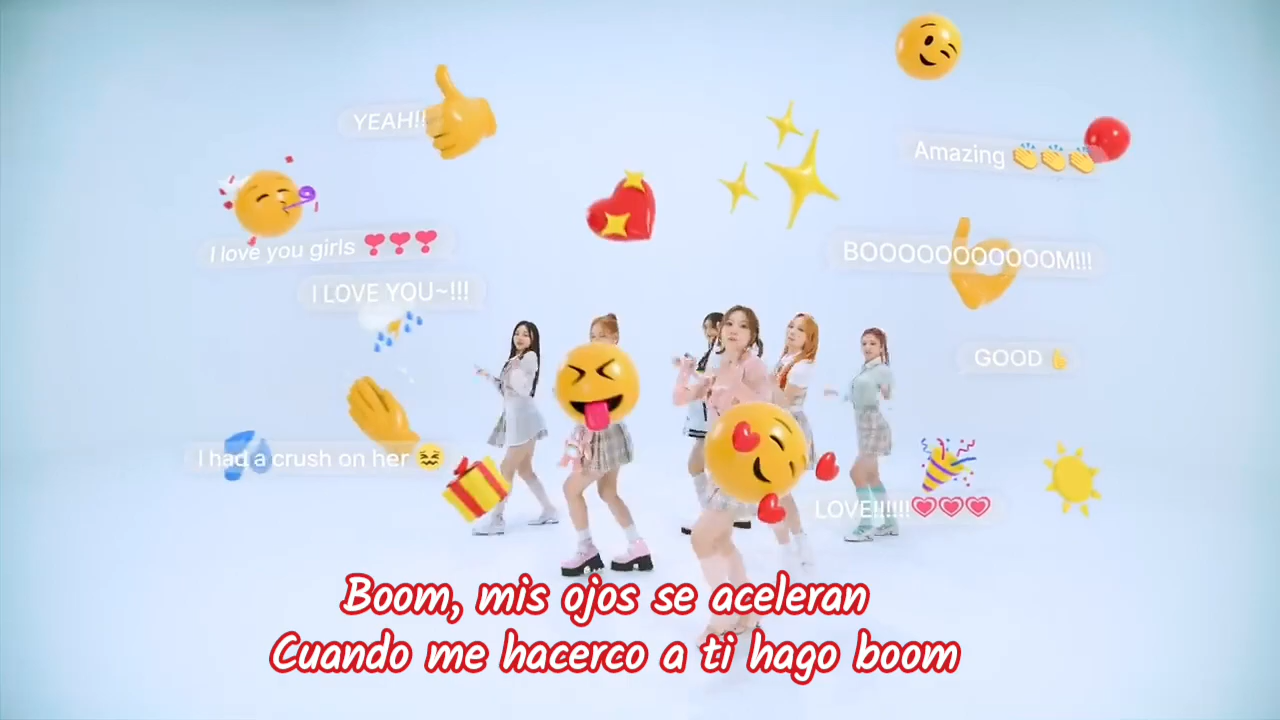 YEAH!!
Amazing 👏👏👏
I love you girls ❣❣❣
BOOOOOOOOOOOM!!!
I LOVE YOU~!!!
GOOD 👌
I had a crush on her 😖
LOVE!!!!!!💗💗💗
Boom, mis ojos se aceleran
Cuando me hacerco a ti hago boom